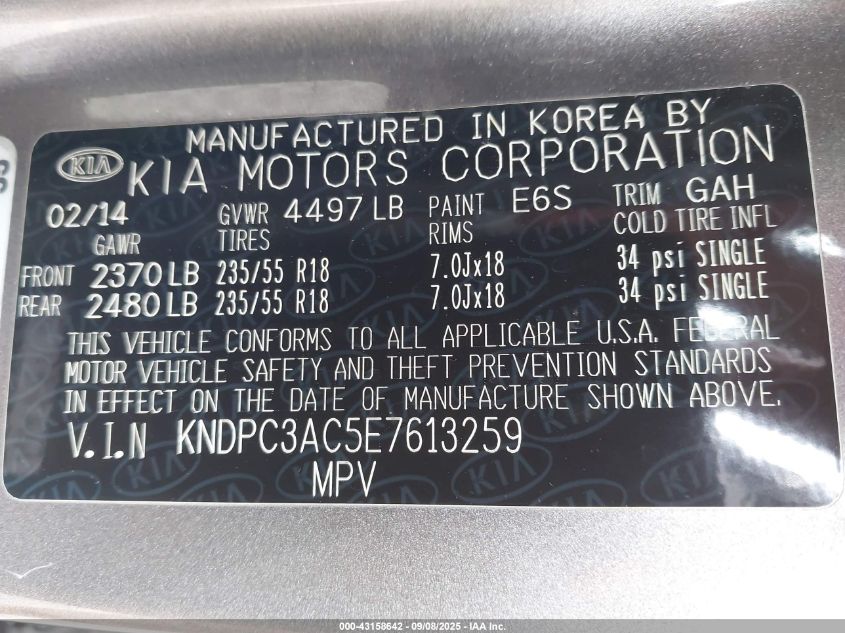 MANUFACTURED IN KOREA BY
KIA KIA MOTORS CORPORATION
02/14 GVWR 4497 LB PAINT E6S TRIM GAH
GAWR TIRES RIMS COLD TIRE INFL
FRONT 2370 LB 235/55 R18 7.0Jx18 34 psi SINGLE
REAR 2480 LB 235/55 R18 7.0Jx18 34 psi SINGLE
THIS VEHICLE CONFORMS TO ALL APPLICABLE U.S.A. FEDERAL
MOTOR VEHICLE SAFETY AND THEFT PREVENTION STANDARDS
IN EFFECT ON THE DATE OF MANUFACTURE SHOWN ABOVE.
V.I.N KNDPC3AC5E7613259
MPV
000-43158642 - 09/08/2025 - IAA Inc.